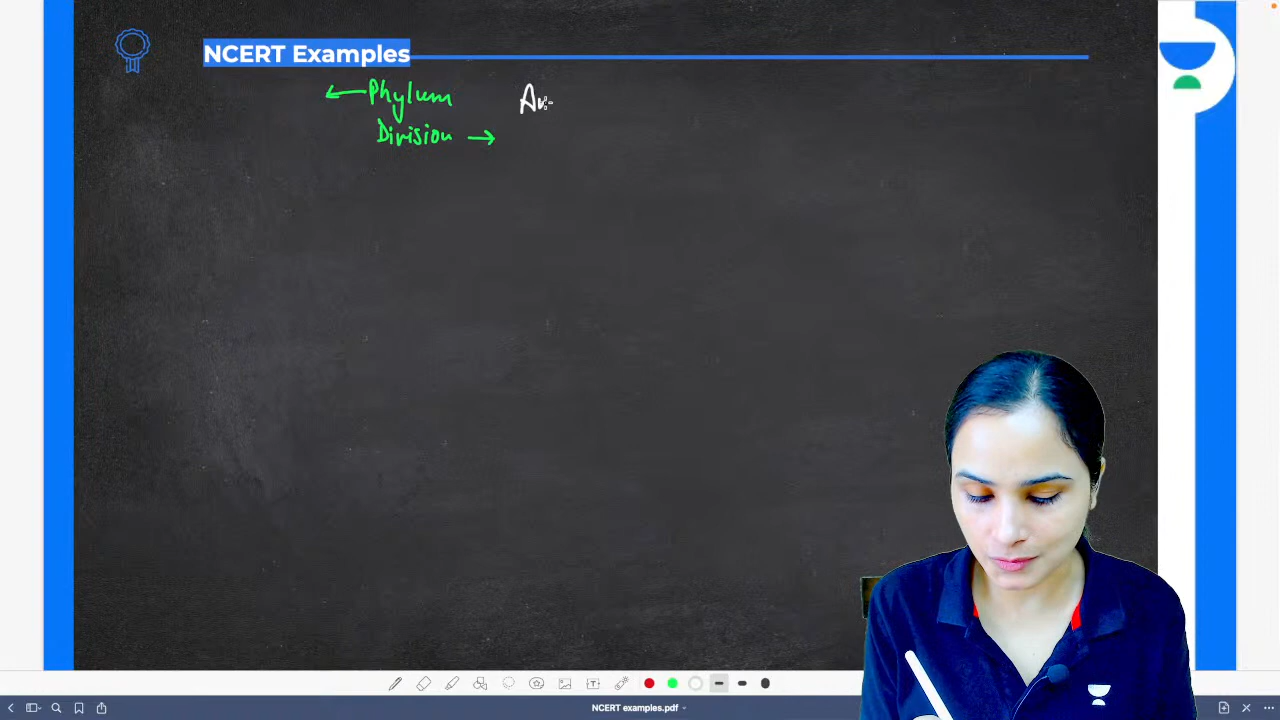 NCERT Examples
← Phylum
Division →
NCERT examples.pdf